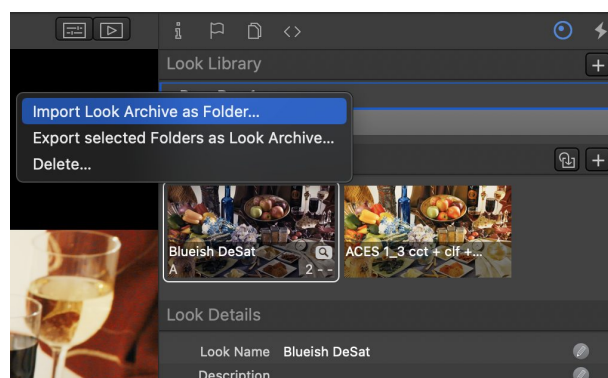 Look Library
Import Look Archive as Folder...
Export selected Folders as Look Archive...
Delete...
Blueish DeSat
A 2 - -
ACES 1_3 cct + clf +...
Look Details
Look Name Blueish DeSat
Description